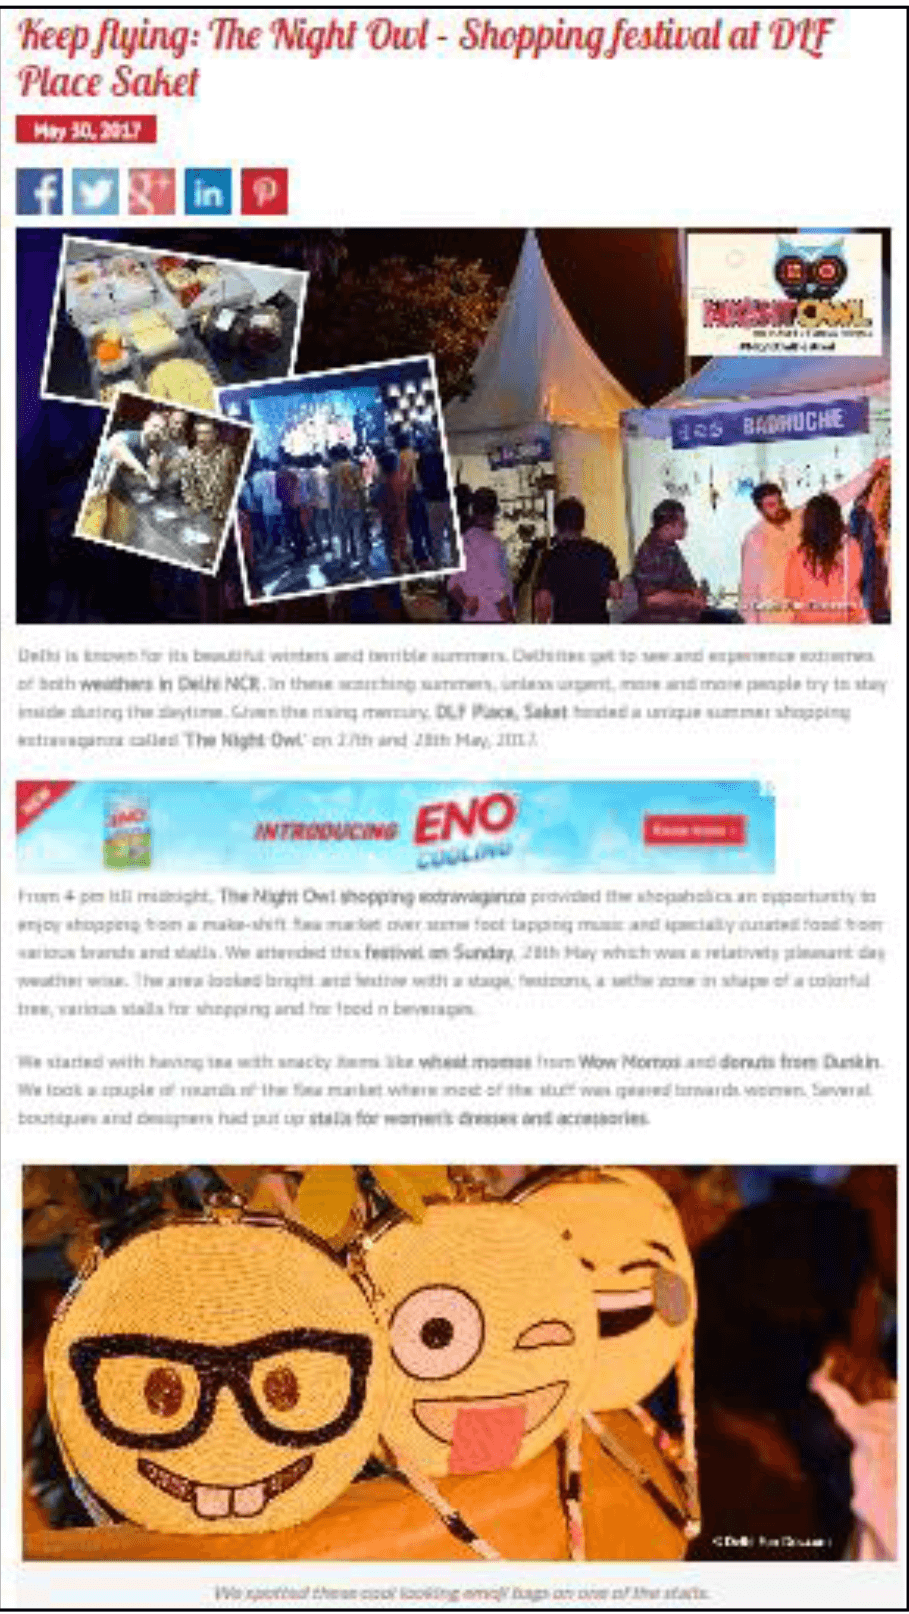 Keep flying: The Night Owl - Shopping festival at DLF
Place Saket
May 30, 2017
in
NIGHT OWL
BADHUCHIE
Delhi is known for its beautiful winters and terrible summers. Delhiites get to see and experience extremes
of both weathers in Delhi NCR. In these scorching summers, unless urgent, more and more people try to stay
inside during the daytime. Given the rising mercury, DLF Place, Saket hosted a unique summer shopping
extravaganza called 'The Night Owl' on 27th and 28th May, 2017.
NEW
ENO
INTRODUCING ENO
COOLING
Know more
From 4 pm till midnight, The Night Owl shopping extravaganza provided the shopaholics an opportunity to
enjoy shopping from a make-shift flea market over some foot tapping music and specially curated food from
various brands and stalls. We attended this festival on Sunday, 28th May which was a relatively pleasant day
weather wise. The area looked bright and festive with a stage, festoons, a selfie zone in shape of a colorful
tree, various stalls for shopping and for food n beverages.
We started with having tea with snacky items like wheat momos from Wow Momos and donuts from Dunkin.
We took a couple of rounds of the flea market where most of the stuff was geared towards women. Several
boutiques and designers had put up stalls for women's dresses and accessories.
We spotted these cool looking emoji bags on one of the stalls.